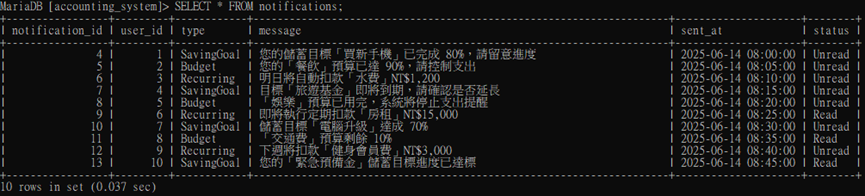 MariaDB [accounting_system]> SELECT * FROM notifications;
+-----------------+---------+------------+--------------------------------------------------+---------------------+--------+
| notification_id | user_id | type | message | sent_at | status |
+-----------------+---------+------------+--------------------------------------------------+---------------------+--------+
| 4 | 1 | SavingGoal | 您的儲蓄目標「買新手機」已完成 80%，請留意進度 | 2025-06-14 08:00:00 | Unread |
| 5 | 2 | Budget | 您的「餐飲」預算已達 90%，請控制支出 | 2025-06-14 08:05:00 | Unread |
| 6 | 3 | Recurring | 明日將自動扣款「水費」NT$1,200 | 2025-06-14 08:10:00 | Unread |
| 7 | 4 | SavingGoal | 目標「旅遊基金」即將到期，請確認是否延長 | 2025-06-14 08:15:00 | Read |
| 8 | 5 | Budget | 「娛樂」預算已用完，系統將停止支出提醒 | 2025-06-14 08:20:00 | Unread |
| 9 | 6 | Recurring | 即將執行定期扣款「房租」NT$15,000 | 2025-06-14 08:25:00 | Read |
| 10 | 7 | SavingGoal | 儲蓄目標「電腦升級」達成 70% | 2025-06-14 08:30:00 | Unread |
| 11 | 8 | Budget | 「交通費」預算剩餘 10% | 2025-06-14 08:35:00 | Read |
| 12 | 9 | Recurring | 下週將扣款「健身會員費」NT$3,000 | 2025-06-14 08:40:00 | Unread |
| 13 | 10 | SavingGoal | 您的「緊急預備金」儲蓄目標進度已達標 | 2025-06-14 08:45:00 | Read |
+-----------------+---------+------------+--------------------------------------------------+---------------------+--------+
10 rows in set (0.037 sec)